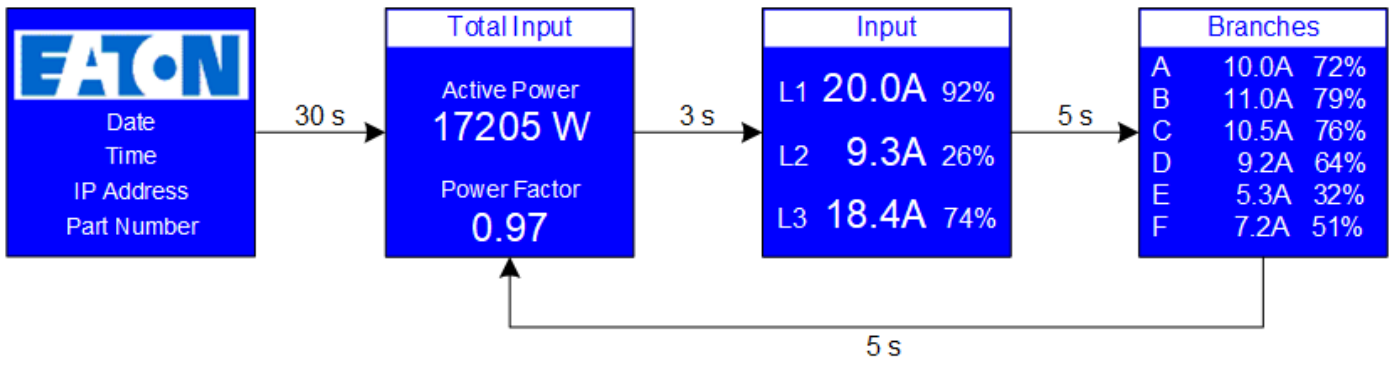 EATON
Date
Time
IP Address
Part Number
30 s
Total Input
Active Power
17205 W
Power Factor
0.97
3 s
Input
L1 20.0A 92%
L2 9.3A 26%
L3 18.4A 74%
5 s
Branches
A 10.0A 72%
B 11.0A 79%
C 10.5A 76%
D 9.2A 64%
E 5.3A 32%
F 7.2A 51%
5 s